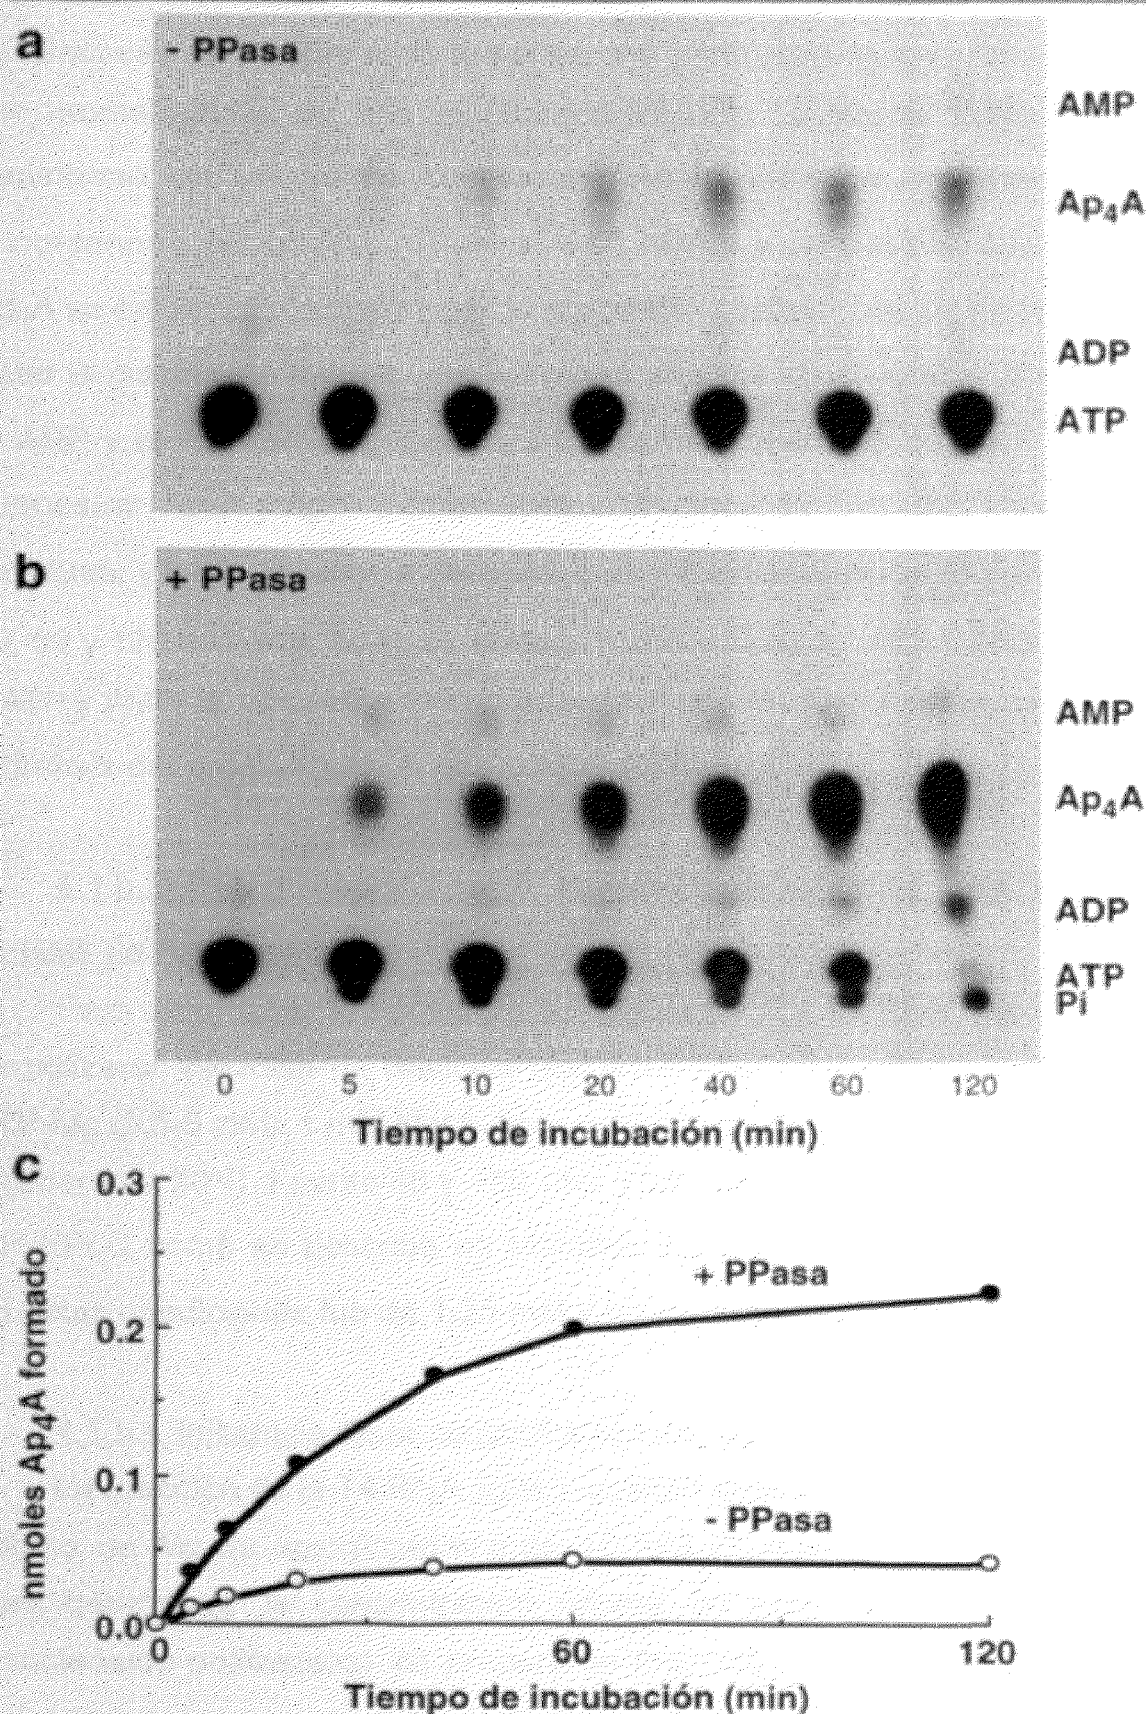 a
- PPasa
AMP
Ap4A
ADP
ATP
b
+ PPasa
AMP
Ap4A
ADP
ATP
Pi
0 5 10 20 40 60 120
Tiempo de incubación (min)
c
0.3
0.2
0.1
0.0
nmoles Ap4A formado
+ PPasa
- PPasa
0 60 120
Tiempo de incubación (min)